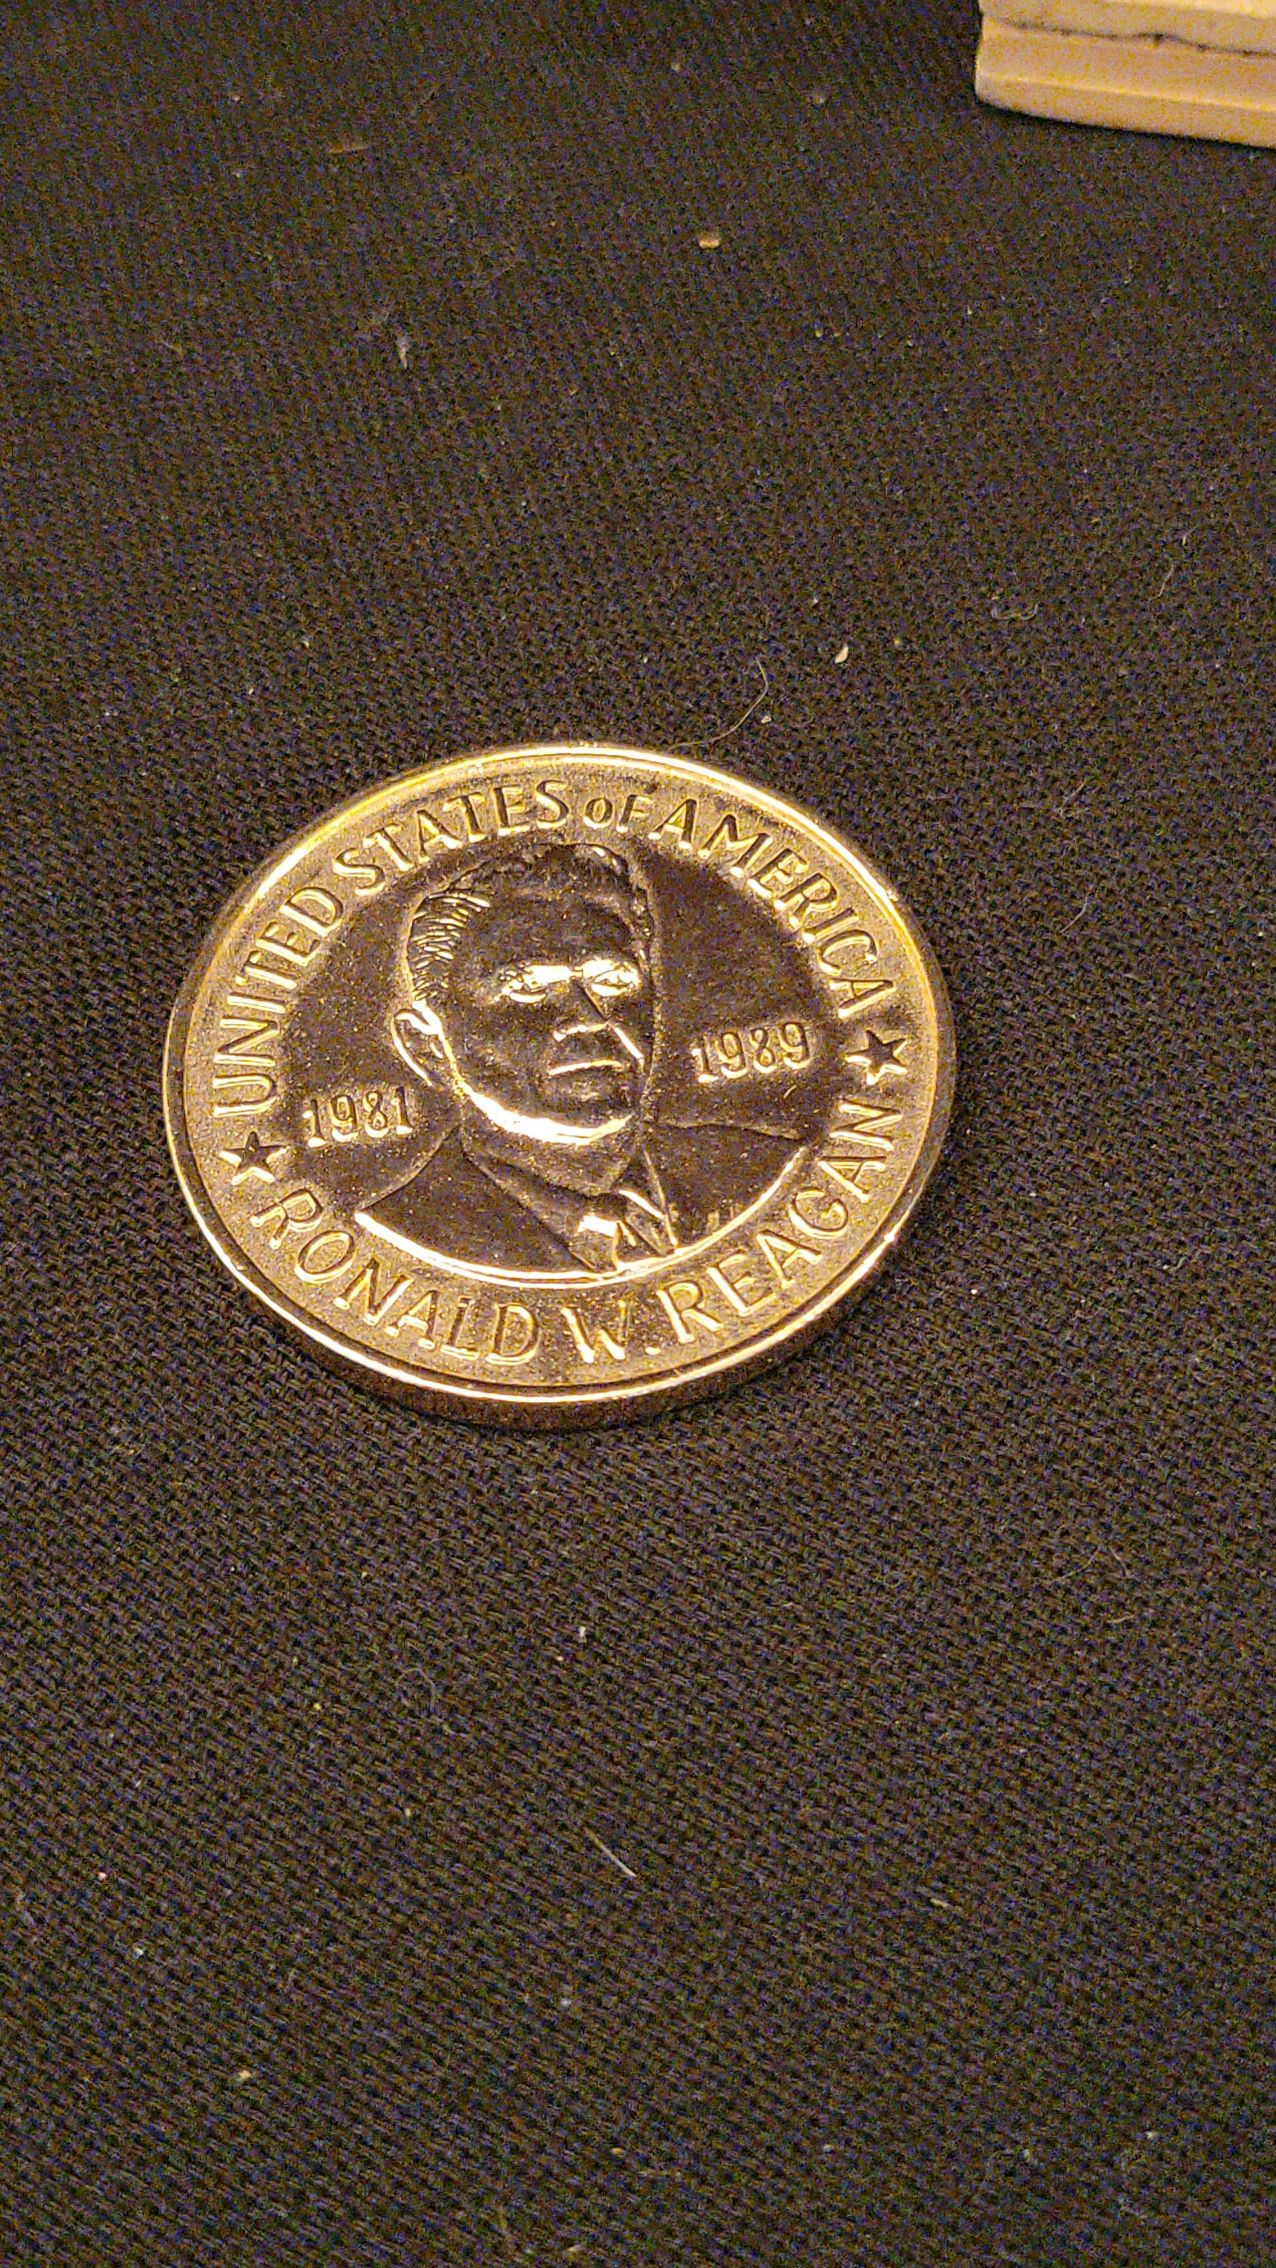 UNITED STATES OF AMERICA
1981
1989
RONALD W. REAGAN